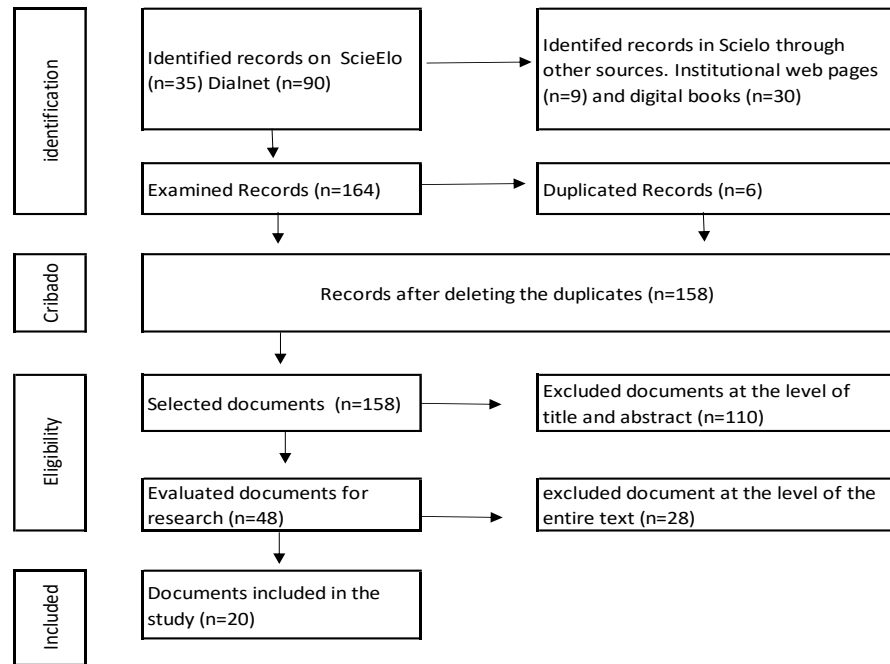 identification
Identified records on ScieElo
(n=35) Dialnet (n=90)
Identifed records in Scielo through
other sources. Institutional web pages
(n=9) and digital books (n=30)
Examined Records (n=164)
Duplicated Records (n=6)
Cribado
Records after deleting the duplicates (n=158)
Eligibility
Selected documents (n=158)
Excluded documents at the level of
title and abstract (n=110)
Evaluated documents for
research (n=48)
excluded document at the level of the
entire text (n=28)
Included
Documents included in the
study (n=20)